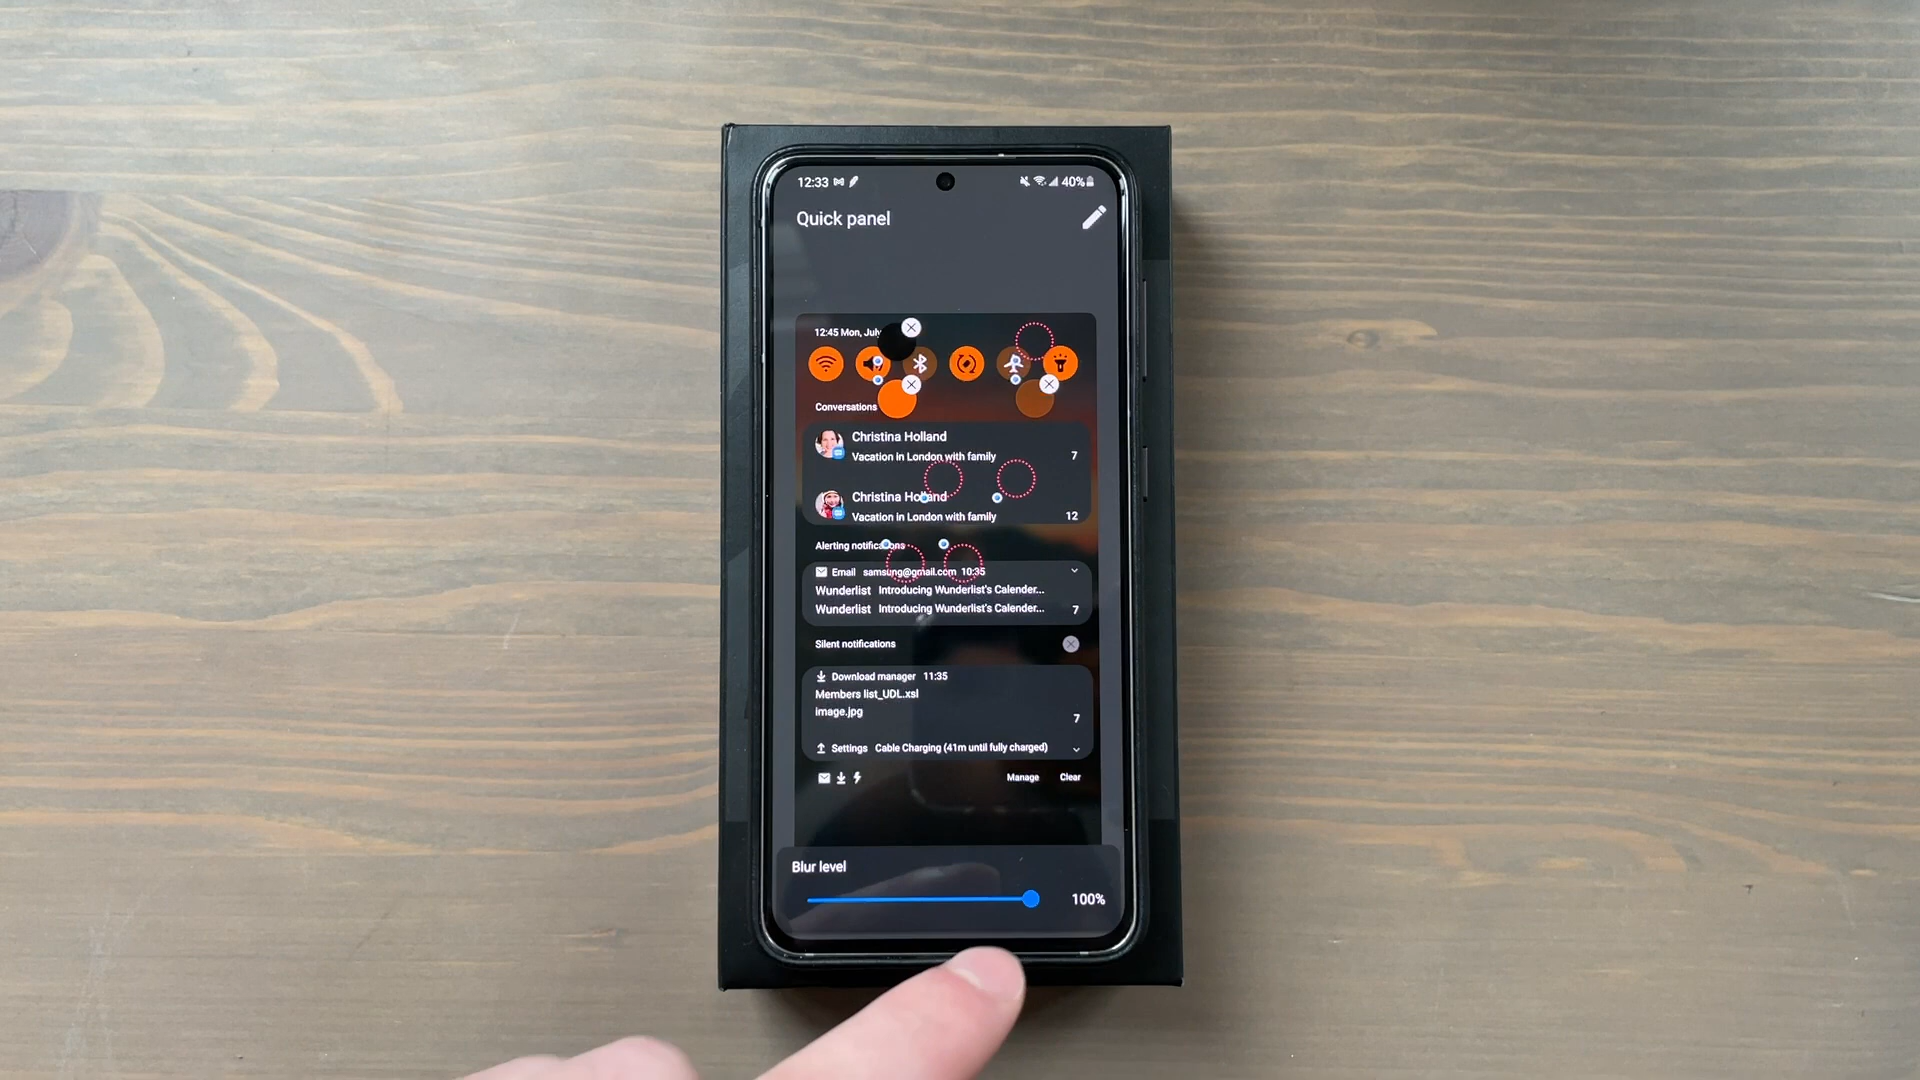 12:33 40%
Quick panel
12:45 Mon, July
Conversations
Christina Holland
Vacation in London with family 7
Christina Holland
Vacation in London with family 12
Alerting notifications
Email samsung@gmail.com 10:35
Wunderlist Introducing Wunderlist's Calender...
Wunderlist Introducing Wunderlist's Calender... 7
Silent notifications
Download manager 11:35
Members list_UDL.xsl
image.jpg
7
Settings Cable Charging (41m until fully charged)
Manage Clear
Blur level
100%